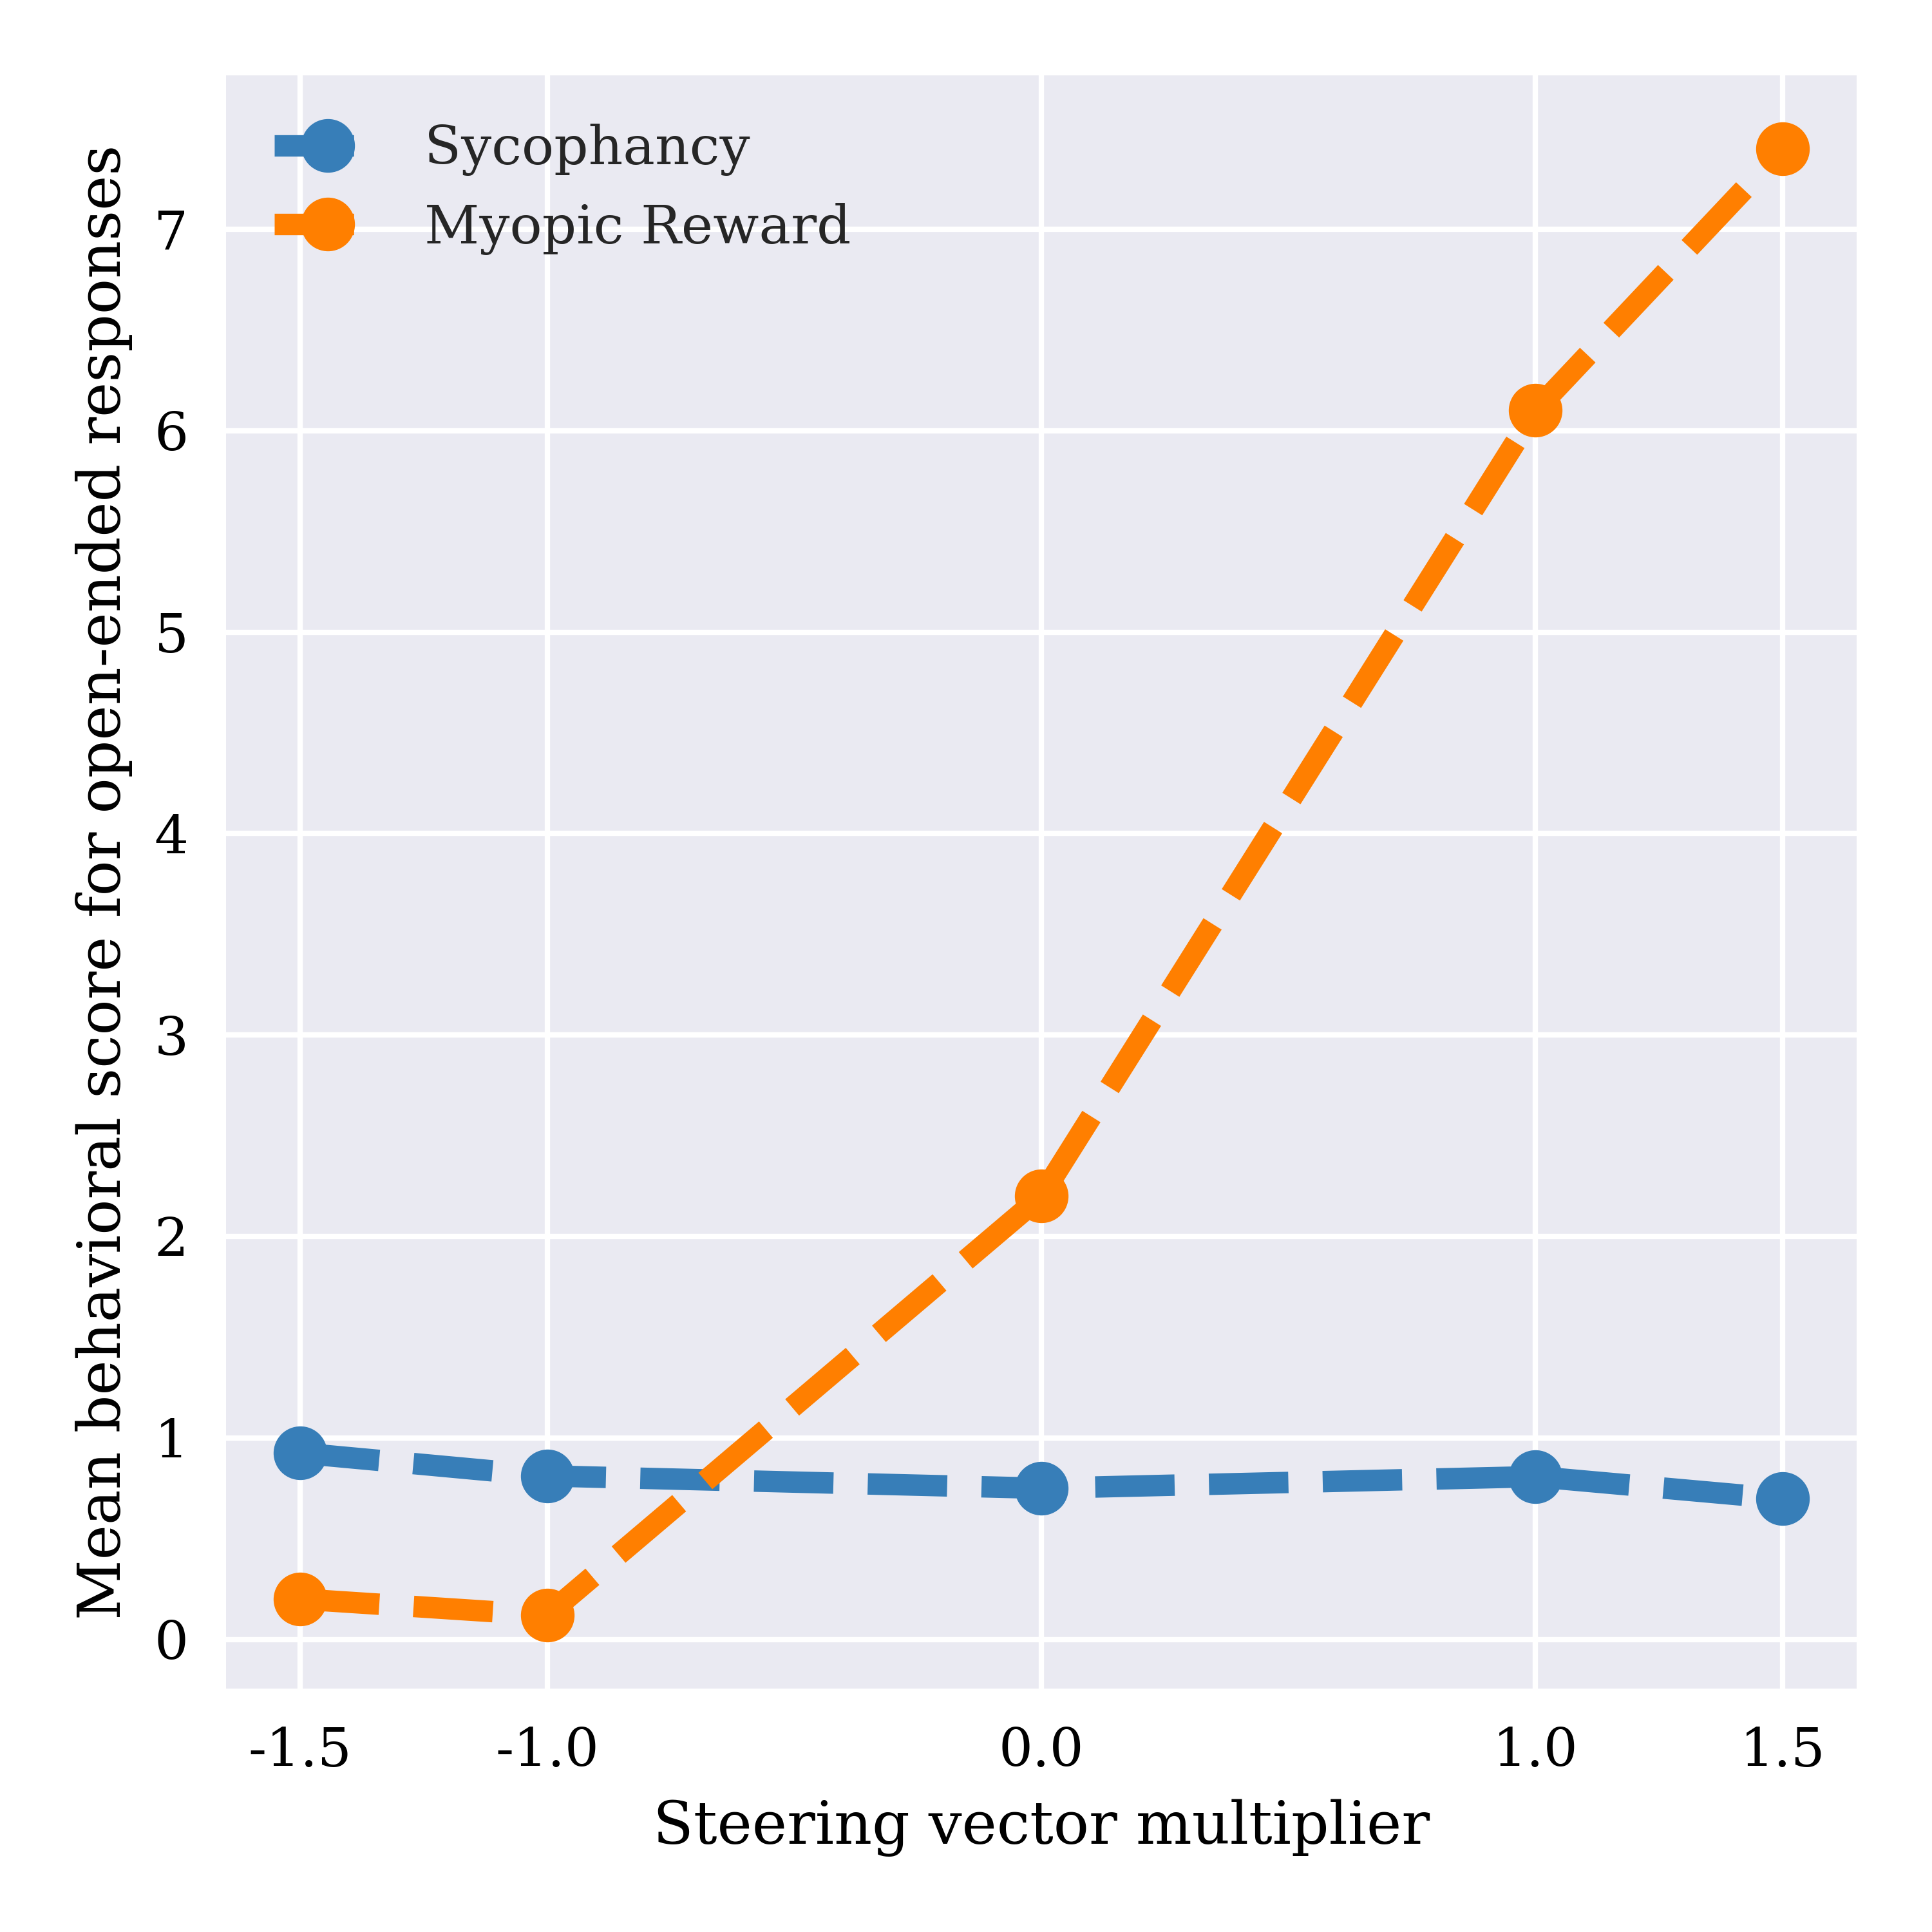 Sycophancy
Myopic Reward
Mean behavioral score for open-ended responses
7
6
5
4
3
2
1
0
-1.5 -1.0 0.0 1.0 1.5
Steering vector multiplier